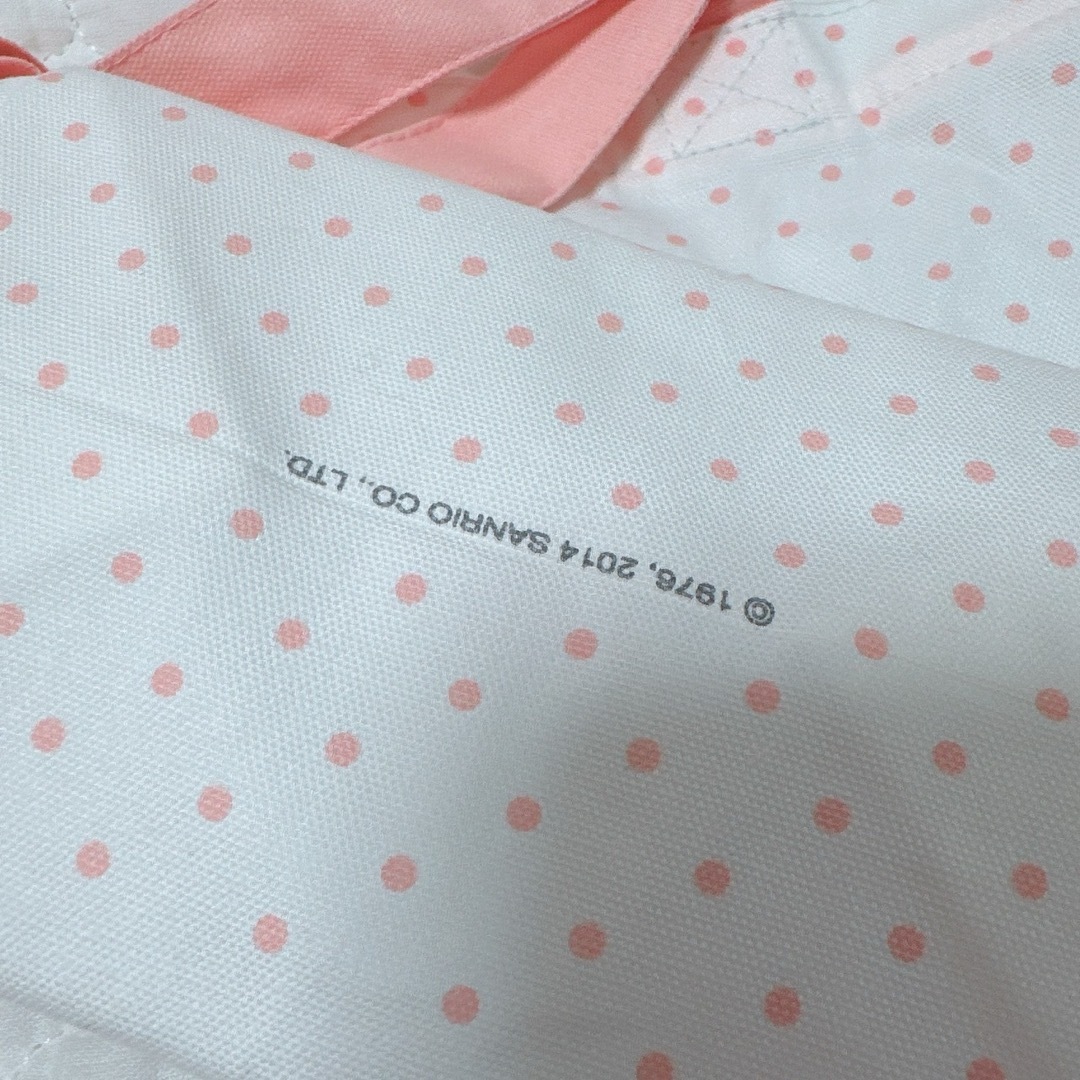 © 1976, 2014 SANRIO CO., LTD.